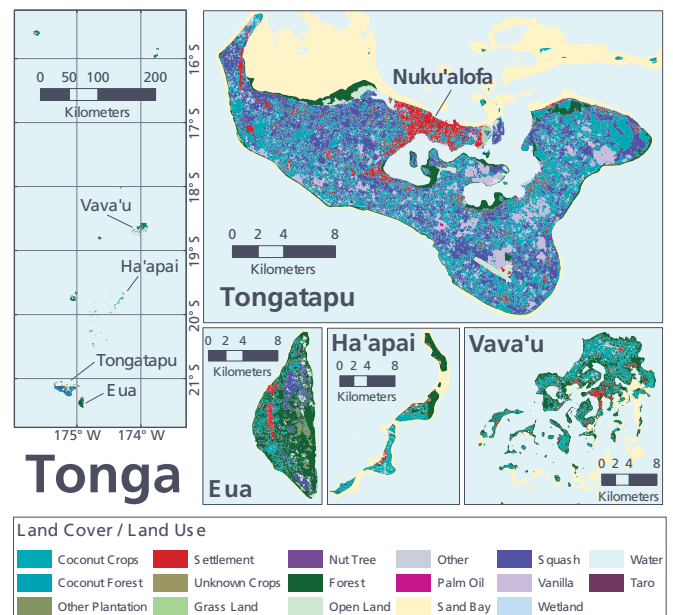 0 50 100 200
Kilometers
Vava'u
Ha'apai
Tongatapu
Eua
175° W 174° W
16° S
17° S
18° S
19° S
20° S
21° S
Tonga
Nuku'alofa
0 2 4 8
Kilometers
Tongatapu
0 2 4 8
Kilometers
Eua
Ha'apai
0 2 4 8
Kilometers
Vava'u
0 2 4 8
Kilometers
Land Cover / Land Use
Coconut Crops Settlement Nut Tree Other Squash Water
Coconut Forest Unknown Crops Forest Palm Oil Vanilla Taro
Other Plantation Grass Land Open Land Sand Bay Wetland